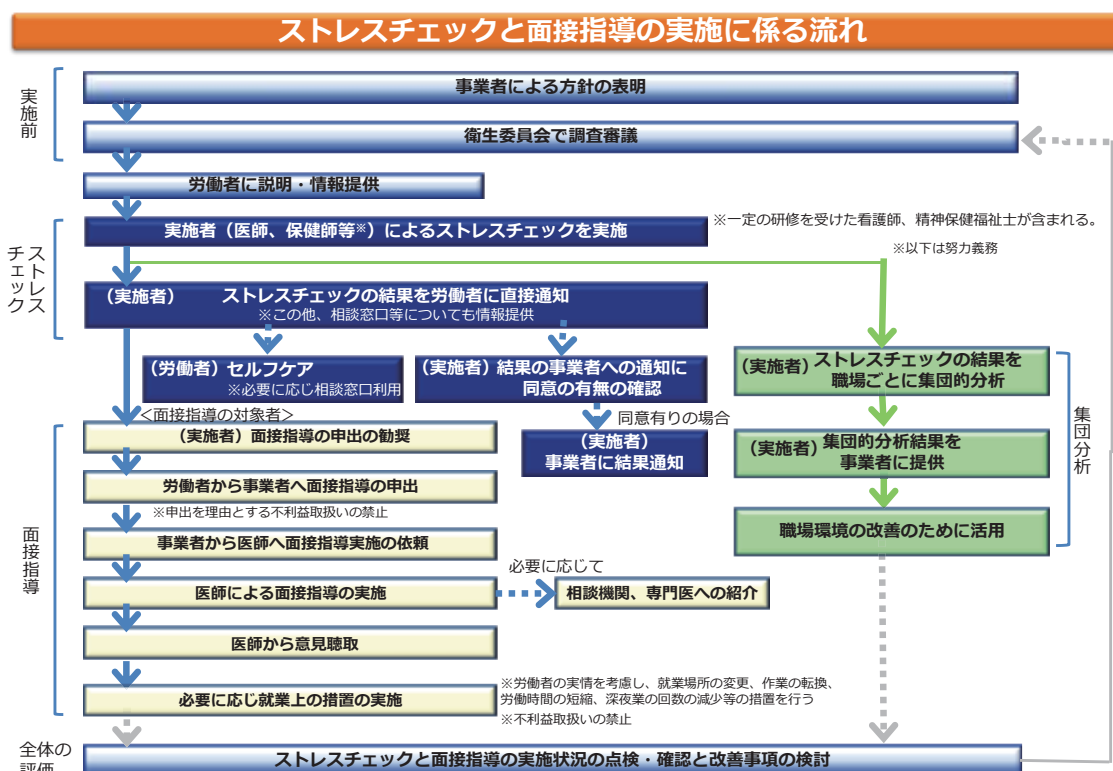 ストレスチェックと面接指導の実施に係る流れ
実施前
事業者による方針の表明
衛生委員会で調査審議
労働者に説明・情報提供
ストレス
チェック
実施者（医師、保健師等※）によるストレスチェックを実施
※一定の研修を受けた看護師、精神保健福祉士が含まれる。
※以下は努力義務
（実施者） ストレスチェックの結果を労働者に直接通知
※この他、相談窓口等についても情報提供
（労働者）セルフケア
※必要に応じ相談窓口利用
（実施者）結果の事業者への通知に
同意の有無の確認
同意有りの場合
（実施者）
事業者に結果通知
（実施者）ストレスチェックの結果を
職場ごとに集団的分析
（実施者）集団的分析結果を
事業者に提供
職場環境の改善のために活用
集団分析
面接指導
＜面接指導の対象者＞
（実施者）面接指導の申出の勧奨
労働者から事業者へ面接指導の申出
※申出を理由とする不利益取扱いの禁止
事業者から医師へ面接指導実施の依頼
医師による面接指導の実施
必要に応じて
相談機関、専門医への紹介
医師から意見聴取
必要に応じ就業上の措置の実施
※労働者の実情を考慮し、就業場所の変更、作業の転換、
労働時間の短縮、深夜業の回数の減少等の措置を行う
※不利益取扱いの禁止
全体の
評価
ストレスチェックと面接指導の実施状況の点検・確認と改善事項の検討